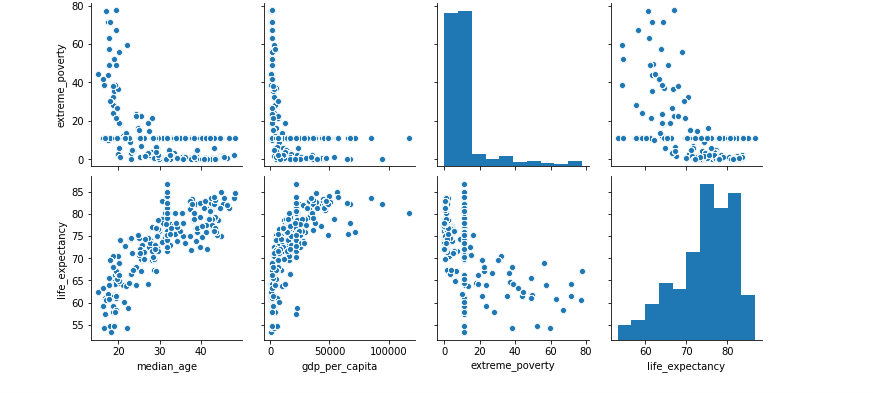 80
60
40
20
0
extreme_poverty
85
80
75
70
65
60
55
life_expectancy
20 40
30
median_age
0 50000 100000
gdp_per_capita
0 20 40 60 80
extreme_poverty
60 70 80
life_expectancy